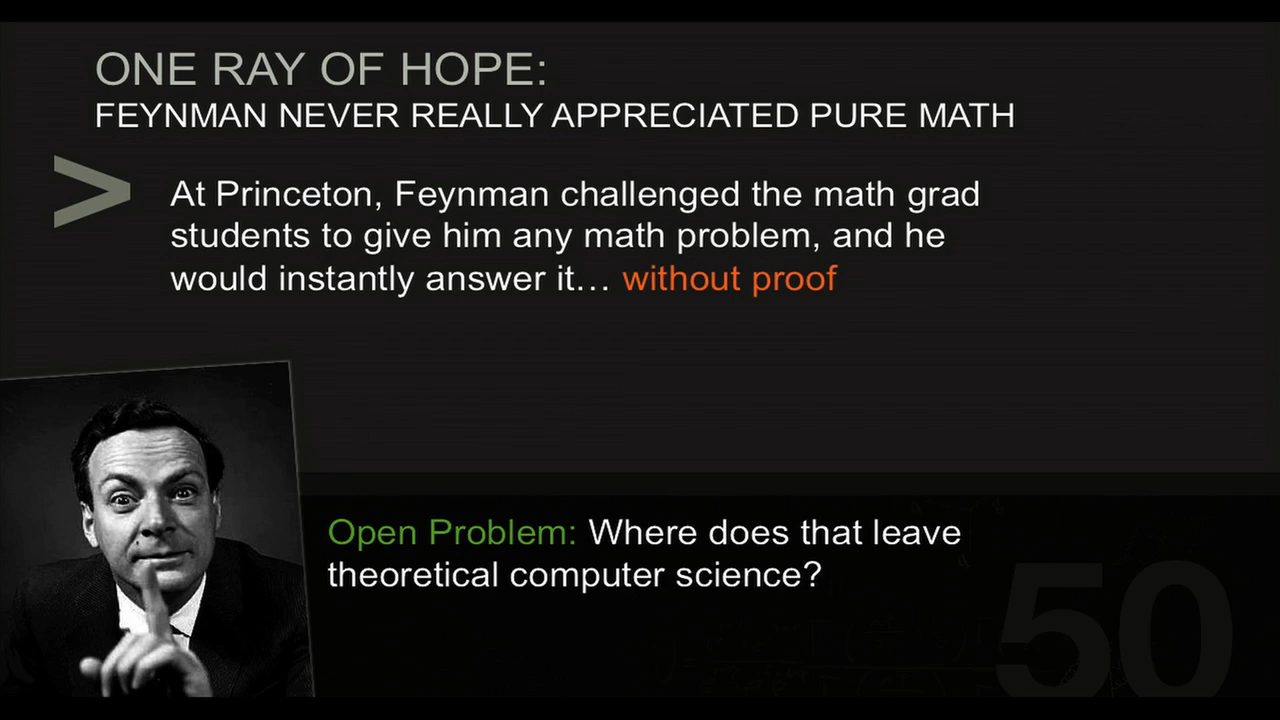 ONE RAY OF HOPE:
FEYNMAN NEVER REALLY APPRECIATED PURE MATH
>
At Princeton, Feynman challenged the math grad
students to give him any math problem, and he
would instantly answer it… without proof
Open Problem: Where does that leave
theoretical computer science?
50